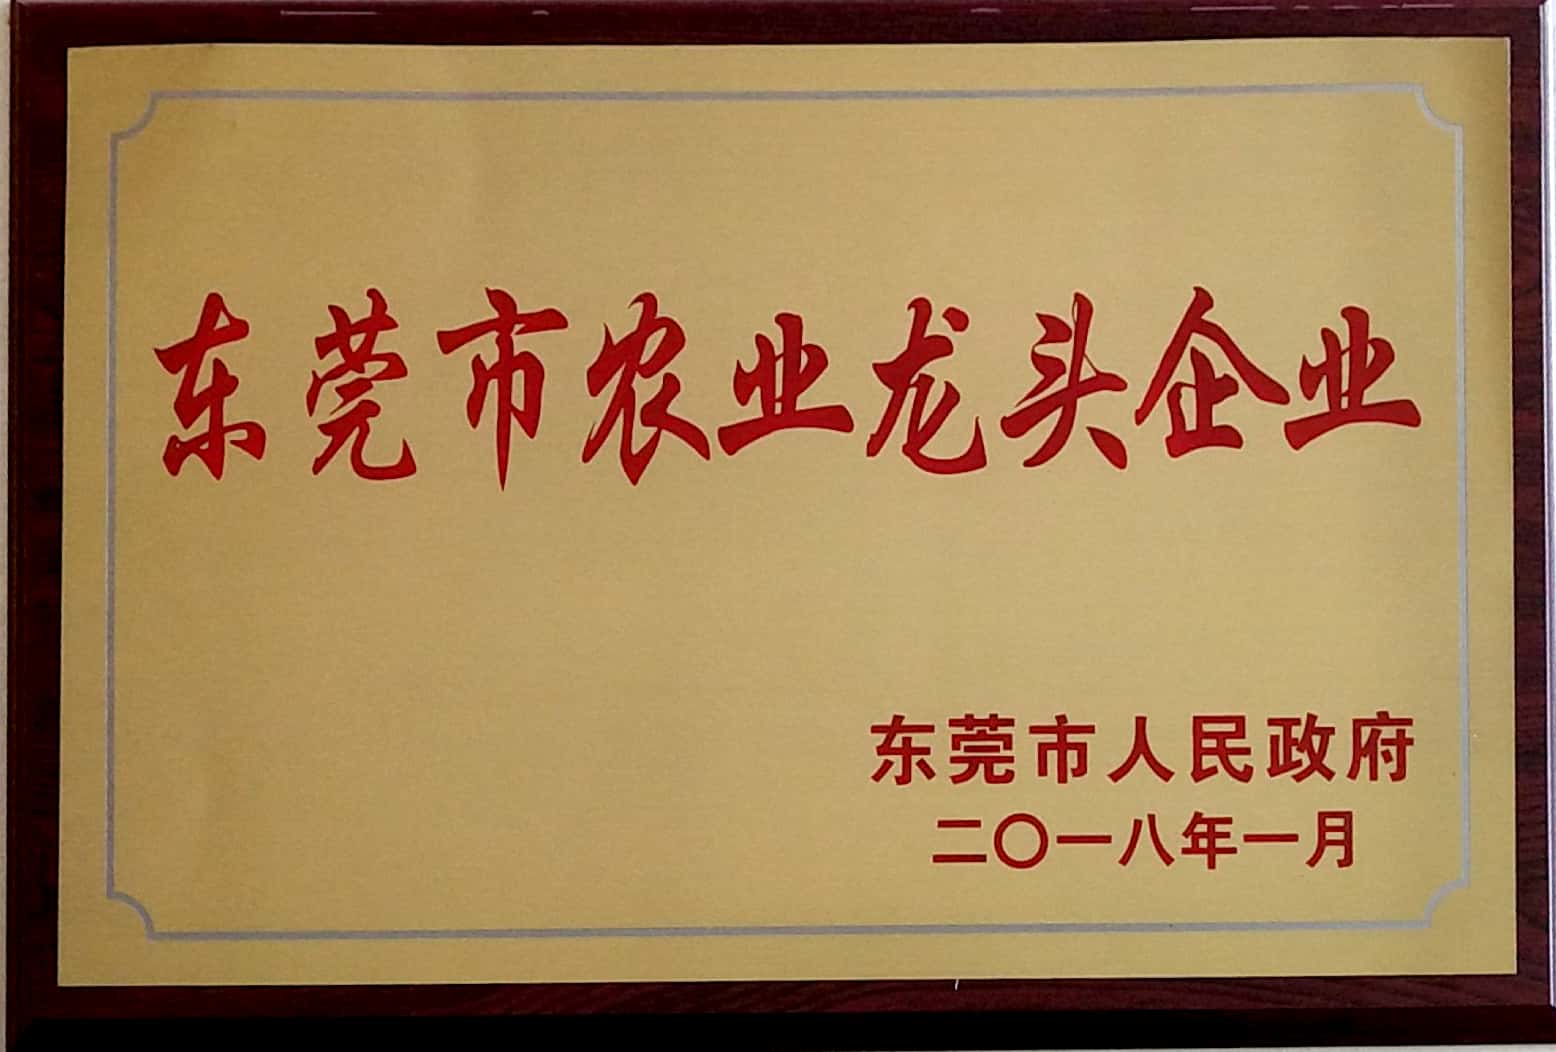 东莞市农业龙头企业
东莞市人民政府
二〇一八年一月